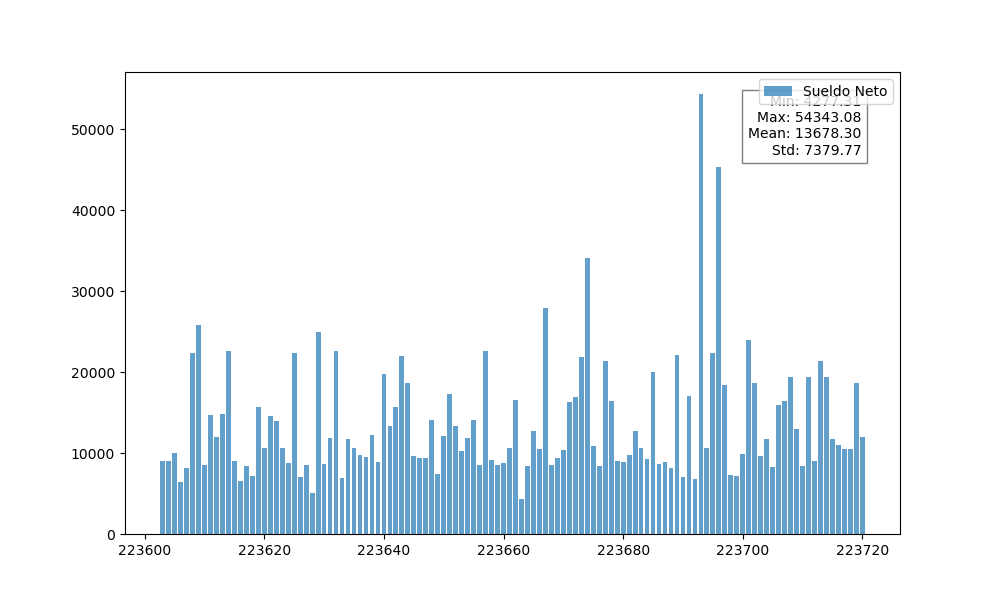 Sueldo Neto
Min: 4277.31
Max: 54343.08
Mean: 13678.30
Std: 7379.77
50000
40000
30000
20000
10000
0
223600 223620 223640 223660 223680 223700 223720